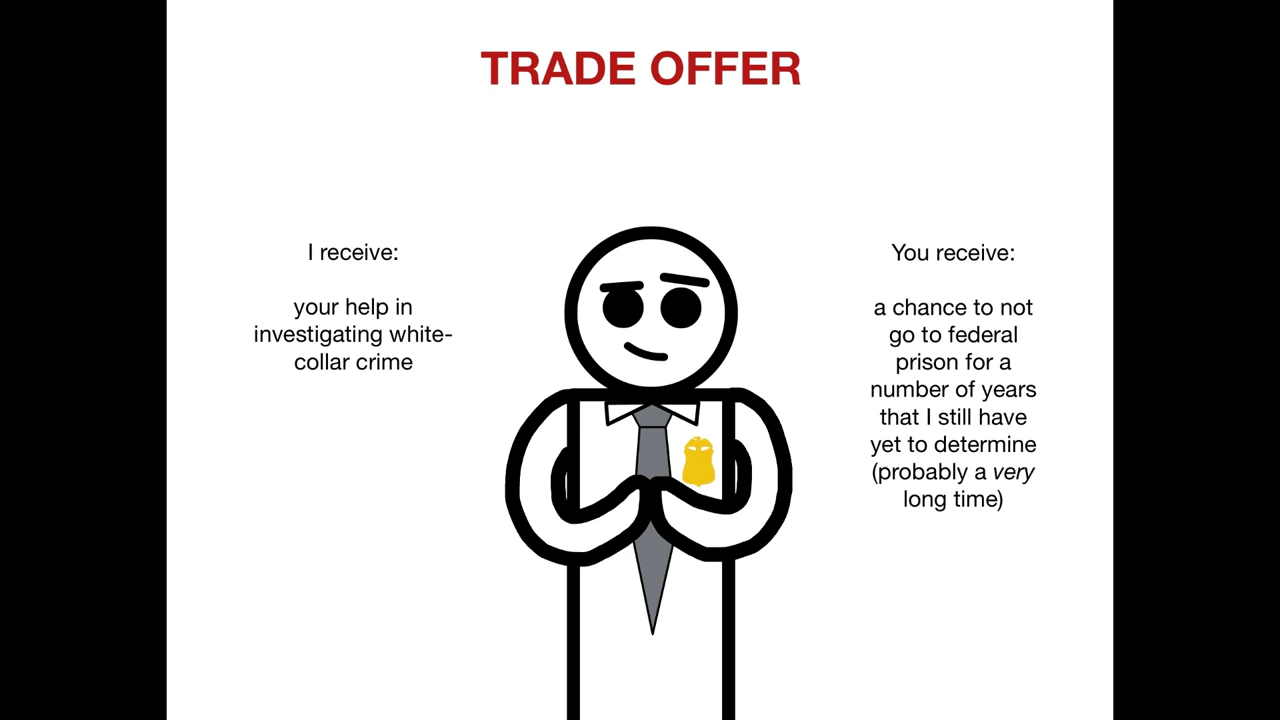 TRADE OFFER
I receive:
your help in
investigating white-
collar crime
You receive:
a chance to not
go to federal
prison for a
number of years
that I still have
yet to determine
(probably a very
long time)